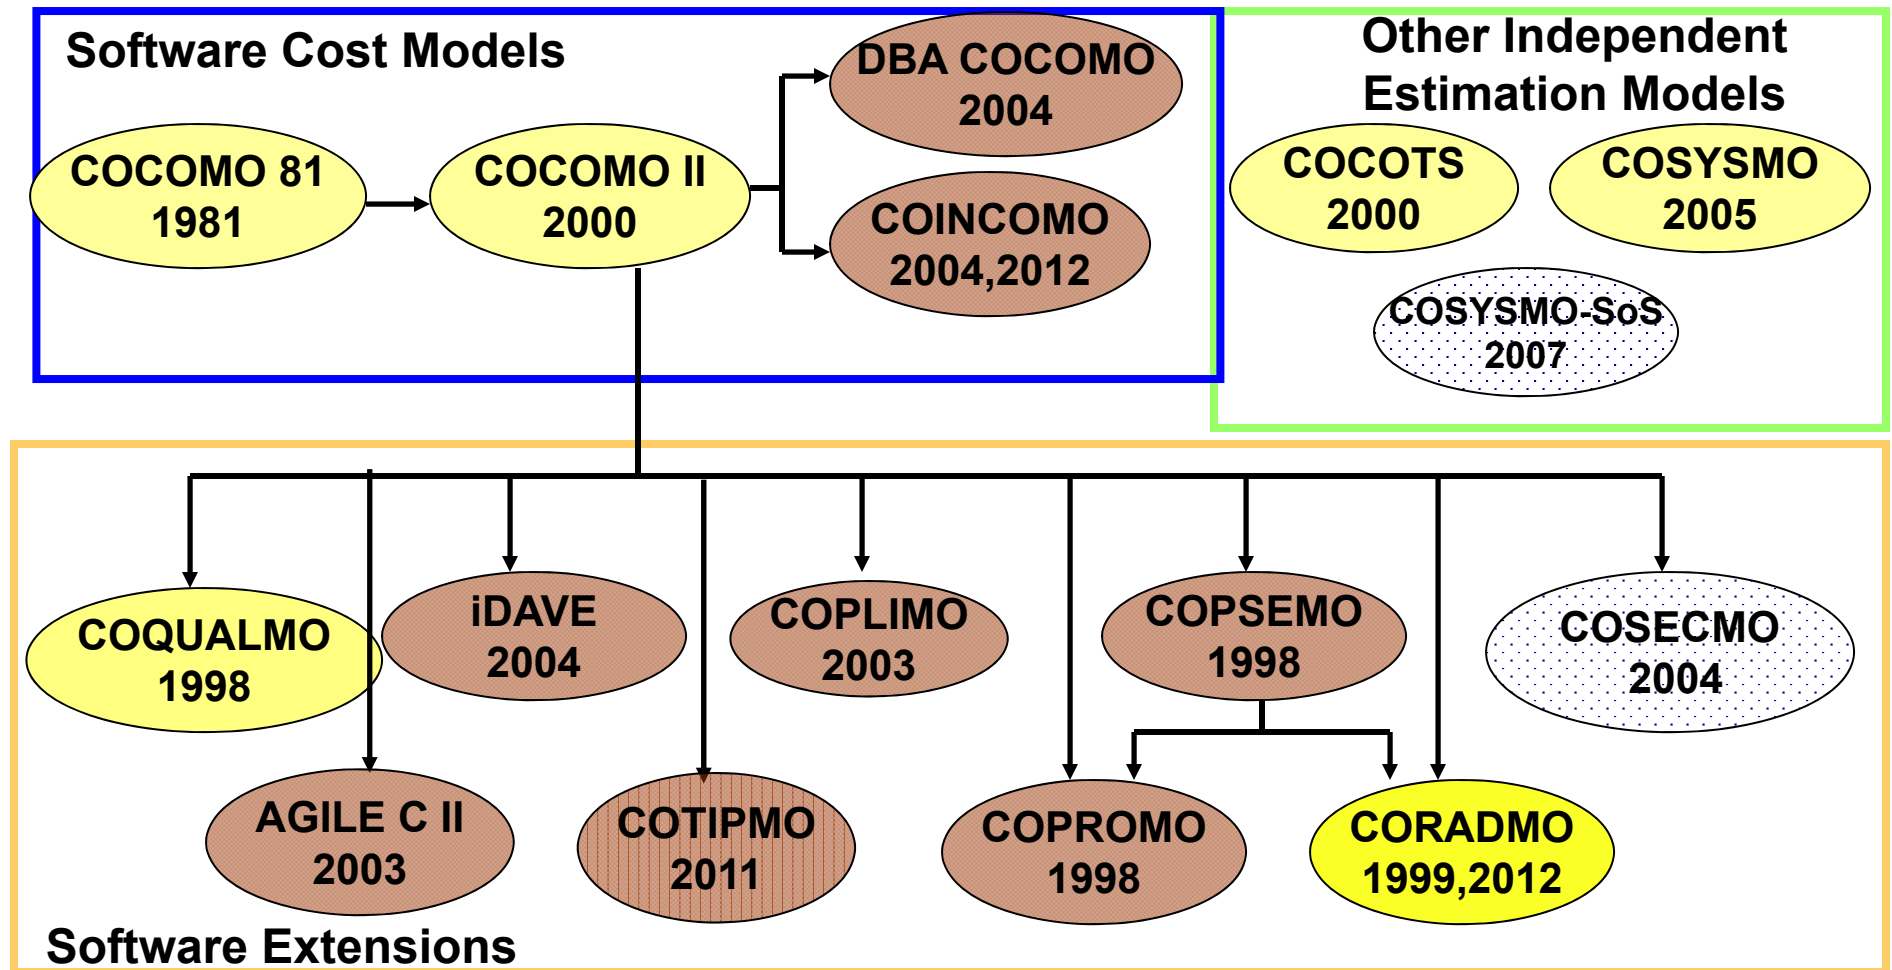 Software Cost Models
DBA COCOMO
2004
Other Independent
Estimation Models
COCOMO 81
1981
COCOMO II
2000
COINCOMO
2004,2012
COCOTS
2000
COSYSMO
2005
COSYSMO-SoS
2007
COQUALMO
1998
iDAVE
2004
COPLIMO
2003
COPSEMO
1998
COSECMO
2004
AGILE C II
2003
COTIPMO
2011
COPROMO
1998
CORADMO
1999,2012
Software Extensions